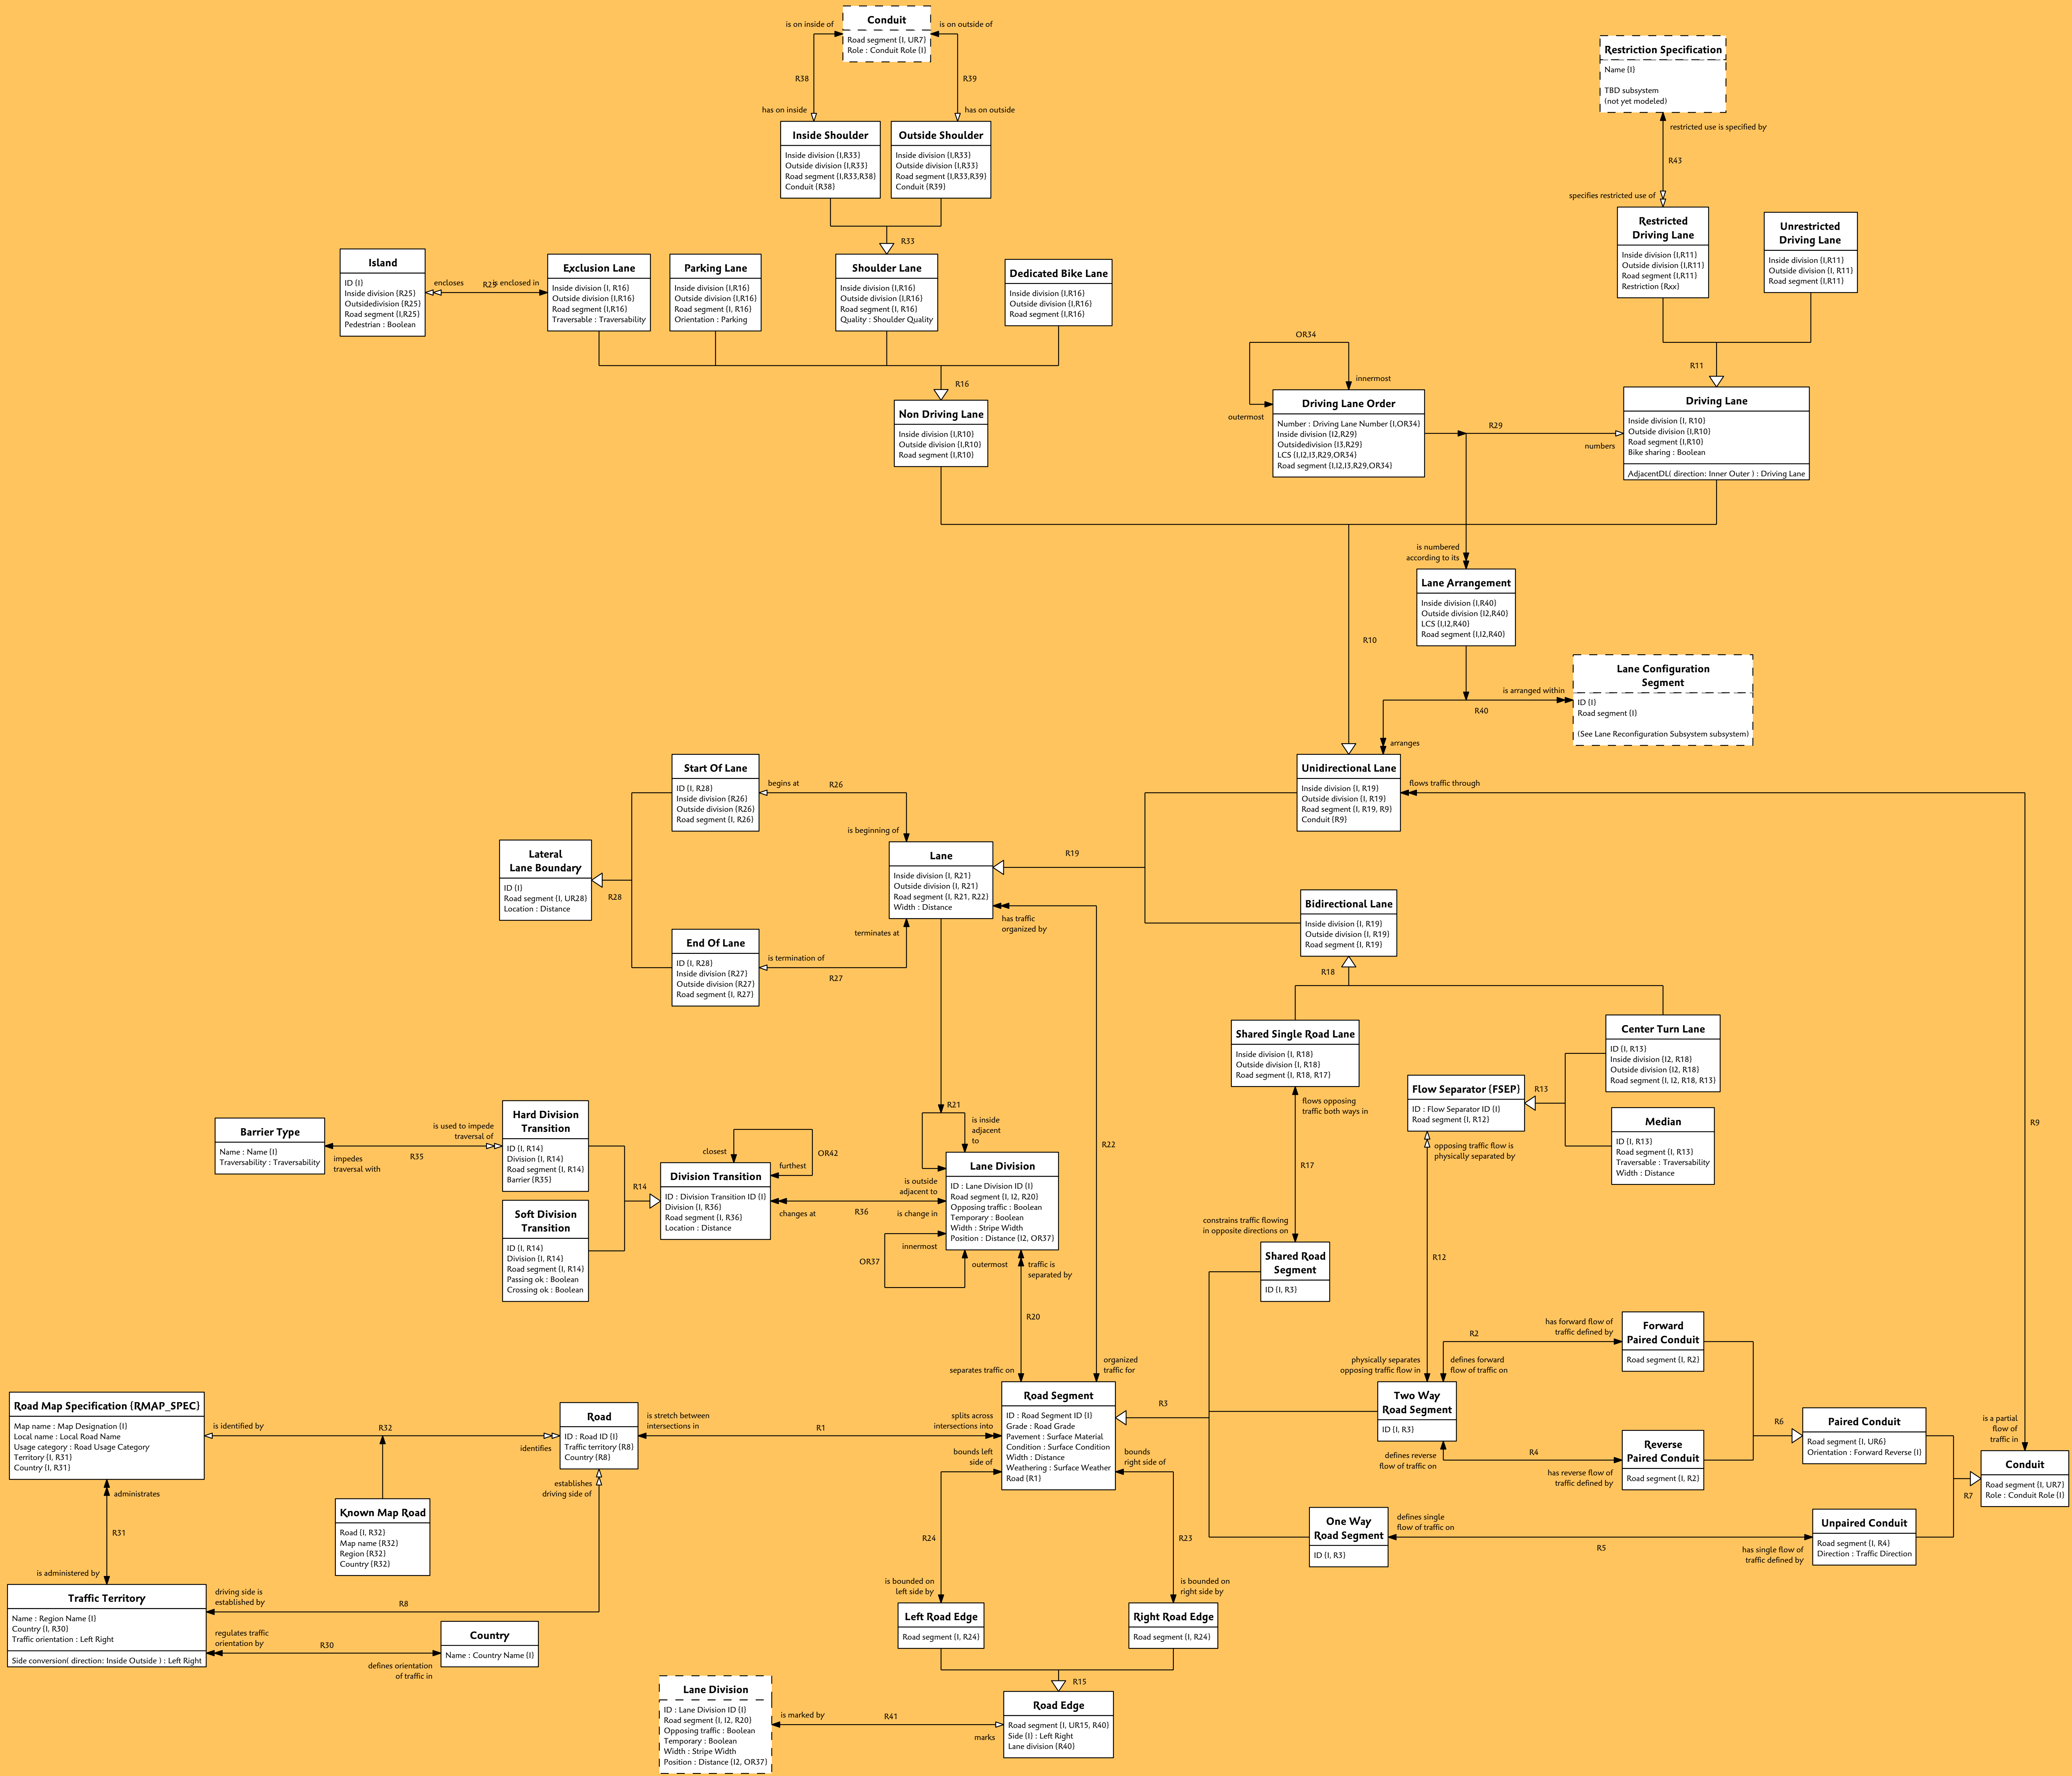 is on inside of
Conduit
is on outside of
Road segment {I, UR7}
Role : Conduit Role {I}
R38
R39
has on inside
has on outside
Inside Shoulder
Inside division {I,R33}
Outside division {I,R33}
Road segment {I,R33,R38}
Conduit {R38}
Outside Shoulder
Inside division {I,R33}
Outside division {I,R33}
Road segment {I,R33,R39}
Conduit {R39}
R33
Restriction Specification
Name {I}
TBD subsystem
(not yet modeled)
restricted use is specified by
R43
specifies restricted use of
Restricted
Driving Lane
Inside division {I,R11}
Outside division {I,R11}
Road segment {I,R11}
Restriction {Rxx}
Unrestricted
Driving Lane
Inside division {I,R11}
Outside division {I, R11}
Road segment {I,R11}
R11
Island
ID {I}
Inside division {R25}
Outsidedivision {R25}
Road segment {I,R25}
Pedestrian : Boolean
encloses
R25
is enclosed in
Exclusion Lane
Inside division {I, R16}
Outside division {I,R16}
Road segment {I,R16}
Traversable : Traversability
Parking Lane
Inside division {I,R16}
Outside division {I,R16}
Road segment {I, R16}
Orientation : Parking
Shoulder Lane
Inside division {I,R16}
Outside division {I,R16}
Road segment {I, R16}
Quality : Shoulder Quality
Dedicated Bike Lane
Inside division {I,R16}
Outside division {I,R16}
Road segment {I,R16}
R16
Non Driving Lane
Inside division {I,R10}
Outside division {I,R10}
Road segment {I,R10}
OR34
innermost
outermost
Driving Lane Order
Number : Driving Lane Number {I,OR34}
Inside division {I2,R29}
Outsidedivision {I3,R29}
LCS {I,I2,I3,R29,OR34}
Road segment {I,I2,I3,R29,OR34}
R29
numbers
Driving Lane
Inside division {I, R10}
Outside division {I,R10}
Road segment {I,R10}
Bike sharing : Boolean
AdjacentDL( direction: Inner Outer ) : Driving Lane
is numbered
according to its
Lane Arrangement
Inside division {I,R40}
Outside division {I2,R40}
LCS {I,I2,R40}
Road segment {I,I2,R40}
R10
Lane Configuration
Segment
ID {I}
Road segment {I}
(See Lane Reconfiguration Subsystem subsystem)
is arranged within
R40
arranges
Unidirectional Lane
Inside division {I, R19}
Outside division {I, R19}
Road segment {I, R19, R9}
Conduit {R9}
flows traffic through
Start Of Lane
ID {I, R28}
Inside division {R26}
Outside division {R26}
Road segment {I, R26}
begins at
R26
is beginning of
Lateral
Lane Boundary
ID {I}
Road segment {I, UR28}
Location : Distance
R28
Lane
Inside division {I, R21}
Outside division {I, R21}
Road segment {I, R21, R22}
Width : Distance
R19
has traffic
organized by
terminates at
End Of Lane
ID {I, R28}
Inside division {R27}
Outside division {R27}
Road segment {I, R27}
is termination of
R27
Bidirectional Lane
Inside division {I, R19}
Outside division {I, R19}
Road segment {I, R19}
R18
Shared Single Road Lane
Inside division {I, R18}
Outside division {I, R18}
Road segment {I, R18, R17}
Center Turn Lane
ID {I, R13}
Inside division {I2, R18}
Outside division {I2, R18}
Road segment {I, I2, R18, R13}
Flow Separator (FSEP)
ID : Flow Separator ID {I}
Road segment {I, R12}
R13
Median
ID {I, R13}
Road segment {I, R13}
Traversable : Traversability
Width : Distance
flows opposing
traffic both ways in
R17
opposing traffic flow is
physically separated by
R12
R9
constrains traffic flowing
in opposite directions on
Shared Road
Segment
ID {I, R3}
Barrier Type
Name : Name {I}
Traversability : Traversability
is used to impede
traversal of
R35
impedes
traversal with
Hard Division
Transition
ID {I, R14}
Division {I, R14}
Road segment {I, R14}
Barrier {R35}
Soft Division
Transition
ID {I, R14}
Division {I, R14}
Road segment {I, R14}
Passing ok : Boolean
Crossing ok : Boolean
R14
closest
furthest
OR42
Division Transition
ID : Division Transition ID {I}
Division {I, R36}
Road segment {I, R36}
Location : Distance
changes at
R36
is change in
R21
is inside
adjacent
to
is outside
adjacent to
Lane Division
ID : Lane Division ID {I}
Road segment {I, I2, R20}
Opposing traffic : Boolean
Temporary : Boolean
Width : Stripe Width
Position : Distance {I2, OR37}
innermost
OR37
outermost
traffic is
separated by
R22
R20
separates traffic on
organized
traffic for
Road Map Specification (RMAP_SPEC)
Map name : Map Designation {I}
Local name : Local Road Name
Usage category : Road Usage Category
Territory {I, R31}
Country {I, R31}
is identified by
R32
identifies
Road
ID : Road ID {I}
Traffic territory {R8}
Country {R8}
is stretch between
intersections in
R1
splits across
intersections into
Road Segment
ID : Road Segment ID {I}
Grade : Road Grade
Pavement : Surface Material
Condition : Surface Condition
Width : Distance
Weathering : Surface Weather
Road {R1}
R3
bounds left
side of
bounds
right side of
physically separates
opposing traffic flow in
defines forward
flow of traffic on
R2
has forward flow of
traffic defined by
Forward
Paired Conduit
Road segment {I, R2}
Two Way
Road Segment
ID {I, R3}
defines reverse
flow of traffic on
R4
has reverse flow of
traffic defined by
Reverse
Paired Conduit
Road segment {I, R2}
R6
Paired Conduit
Road segment {I, UR6}
Orientation : Forward Reverse {I}
is a partial
flow of
traffic in
Conduit
Road segment {I, UR7}
Role : Conduit Role {I}
R7
One Way
Road Segment
ID {I, R3}
defines single
flow of traffic on
R5
has single flow of
traffic defined by
Unpaired Conduit
Road segment {I, R4}
Direction : Traffic Direction
administrates
R31
is administered by
Known Map Road
Road {I, R32}
Map name {R32}
Region {R32}
Country {R32}
establishes
driving side of
R24
R23
Traffic Territory
Name : Region Name {I}
Country {I, R30}
Traffic orientation : Left Right
Side conversion( direction: Inside Outside ) : Left Right
driving side is
established by
R8
regulates traffic
orientation by
R30
defines orientation
of traffic in
Country
Name : Country Name {I}
is bounded on
left side by
is bounded on
right side by
Left Road Edge
Road segment {I, R24}
Right Road Edge
Road segment {I, R24}
R15
Lane Division
ID : Lane Division ID {I}
Road segment {I, I2, R20}
Opposing traffic : Boolean
Temporary : Boolean
Width : Stripe Width
Position : Distance {I2, OR37}
is marked by
R41
marks
Road Edge
Road segment {I, UR15, R40}
Side {I} : Left Right
Lane division {R40}